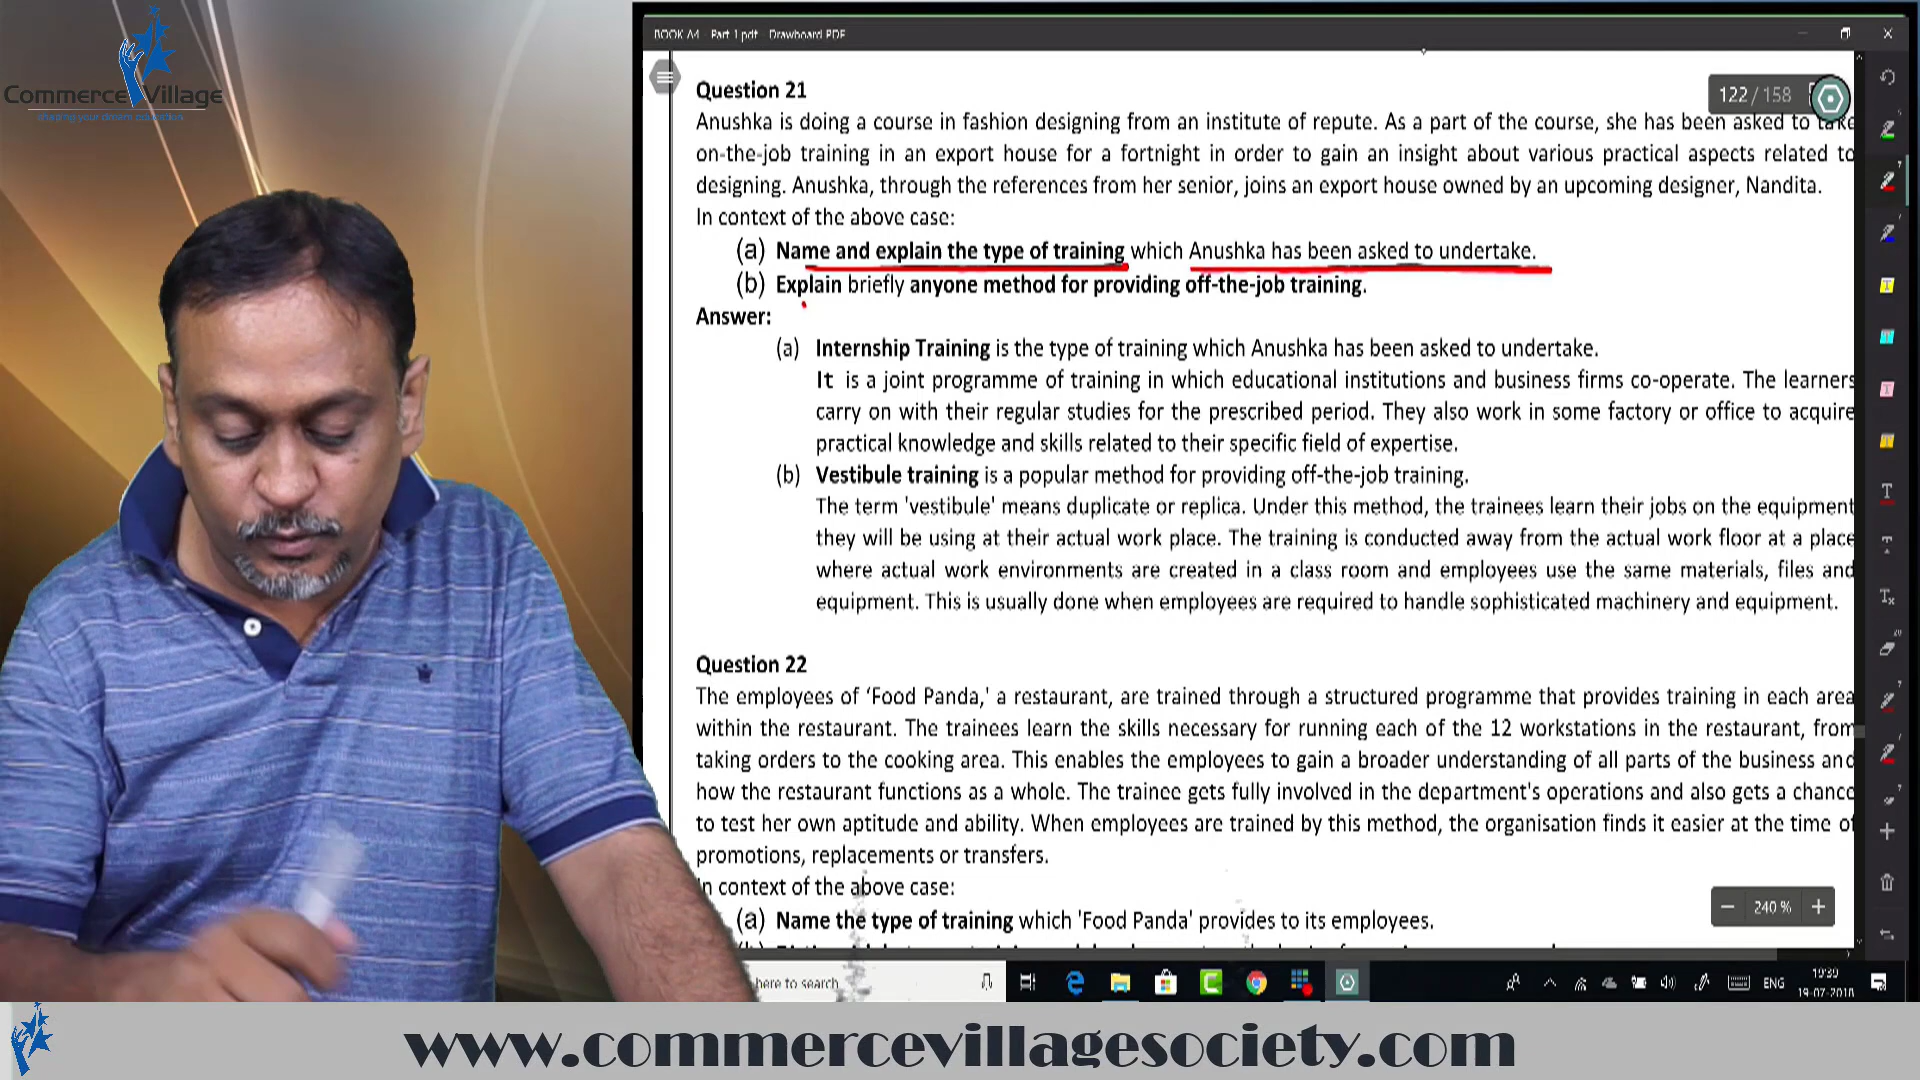 Commerce Village
shaping your dream education
BOOK A4 - Part 1.pdf - Drawboard PDF
122 / 158
Question 21
Anushka is doing a course in fashion designing from an institute of repute. As a part of the course, she has been asked to take
on-the-job training in an export house for a fortnight in order to gain an insight about various practical aspects related to
designing. Anushka, through the references from her senior, joins an export house owned by an upcoming designer, Nandita.
In context of the above case:
(a) Name and explain the type of training which Anushka has been asked to undertake.
(b) Explain briefly anyone method for providing off-the-job training.
Answer:
(a) Internship Training is the type of training which Anushka has been asked to undertake.
It is a joint programme of training in which educational institutions and business firms co-operate. The learners
carry on with their regular studies for the prescribed period. They also work in some factory or office to acquire
practical knowledge and skills related to their specific field of expertise.
(b) Vestibule training is a popular method for providing off-the-job training.
The term 'vestibule' means duplicate or replica. Under this method, the trainees learn their jobs on the equipment
they will be using at their actual work place. The training is conducted away from the actual work floor at a place
where actual work environments are created in a class room and employees use the same materials, files and
equipment. This is usually done when employees are required to handle sophisticated machinery and equipment.
Question 22
The employees of ‘Food Panda,' a restaurant, are trained through a structured programme that provides training in each area
within the restaurant. The trainees learn the skills necessary for running each of the 12 workstations in the restaurant, from
taking orders to the cooking area. This enables the employees to gain a broader understanding of all parts of the business and
how the restaurant functions as a whole. The trainee gets fully involved in the department's operations and also gets a chance
to test her own aptitude and ability. When employees are trained by this method, the organisation finds it easier at the time of
promotions, replacements or transfers.
In context of the above case:
(a) Name the type of training which 'Food Panda' provides to its employees.
240 %
here to search
ENG
19:39
19-07-2018
www.commercevillagesociety.com